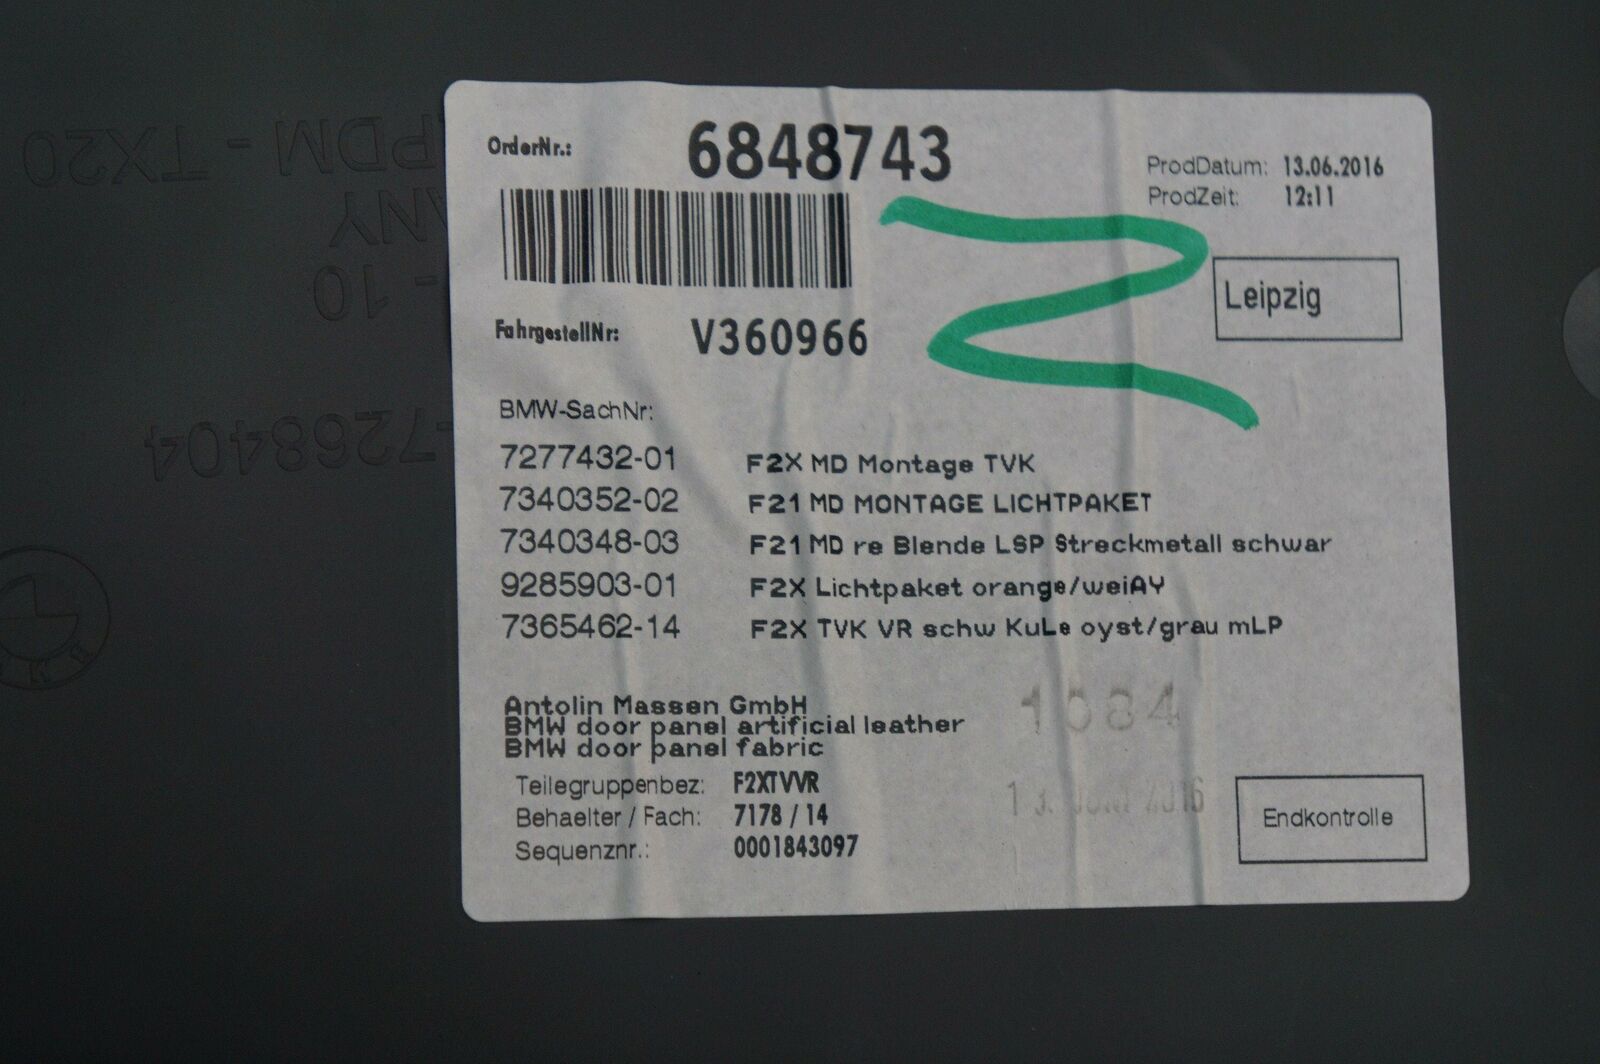 OrderNr.: 6848743
ProdDatum: 13.06.2016
ProdZeit: 12:11
Leipzig
FahrgestellNr: V360966
BMW-SachNr:
7277432-01 F2X MD Montage TVK
7340352-02 F21 MD MONTAGE LICHTPAKET
7340348-03 F21 MD re Blende LSP Streckmetall schwar
9285903-01 F2X Lichtpaket orange/weiAY
7365462-14 F2X TVK VR schw KuLe oyst/grau mLP
Antolin Massen GmbH
BMW door panel artificial leather
BMW door panel fabric
Teilegruppenbez: F2XTVVR
Behaelter / Fach: 7178 / 14
Sequenznr.: 0001843097
1084
Endkontrolle
PDM - TX20
- 10
7268404
BMW